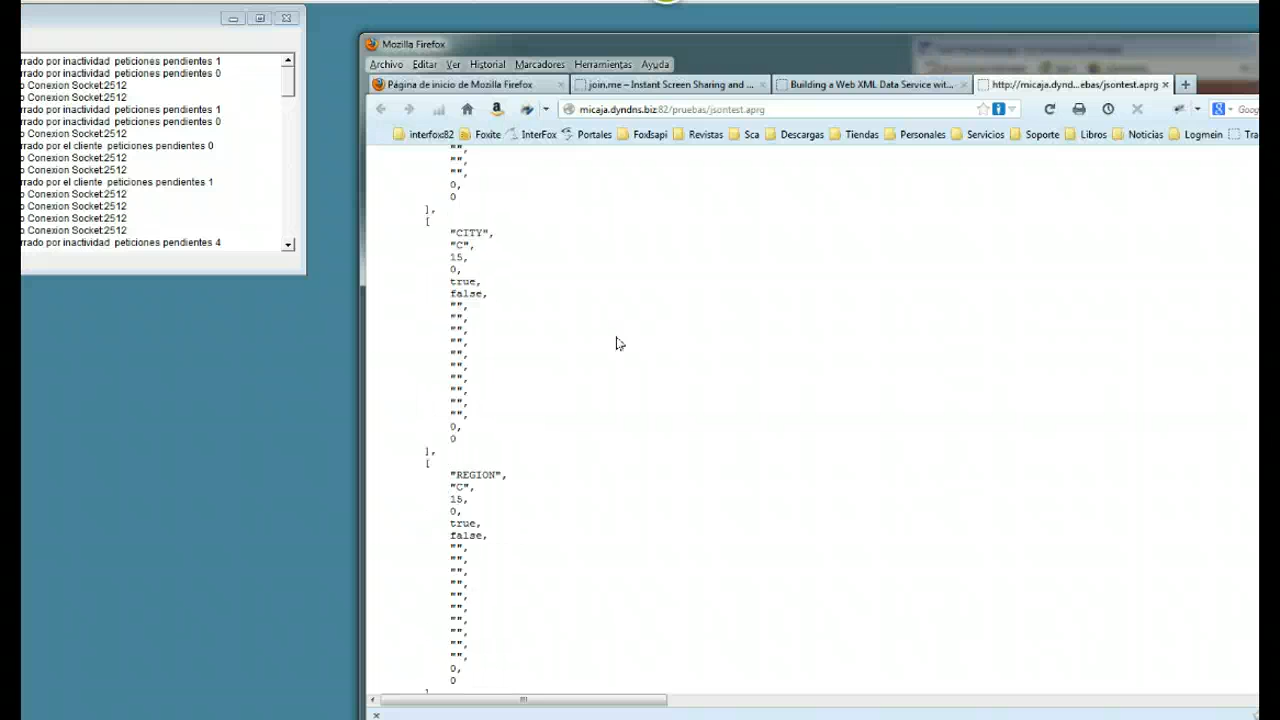 rrado por inactividad peticiones pendientes 1
rrado por inactividad peticiones pendientes 0
o Conexion Socket:2512
o Conexion Socket:2512
rrado por inactividad peticiones pendientes 1
rrado por inactividad peticiones pendientes 0
o Conexion Socket:2512
rrado por el cliente peticiones pendientes 0
o Conexion Socket:2512
o Conexion Socket:2512
rrado por el cliente peticiones pendientes 1
o Conexion Socket:2512
o Conexion Socket:2512
o Conexion Socket:2512
o Conexion Socket:2512
rrado por inactividad peticiones pendientes 4
Mozilla Firefox
Archivo Editar Ver Historial Marcadores Herramientas Ayuda
Página de inicio de Mozilla Firefox
join.me – Instant Screen Sharing and ...
Building a Web XML Data Service wit...
http://micaja.dynd...ebas/jsontest.aprg
micaja.dyndns.biz:82/pruebas/jsontest.aprg
Goog
interfox82 Foxite InterFox Portales FoxIsapi Revistas Sca Descargas Tiendas Personales Servicios Soporte Libros Noticias Logmein Tra
"",
"",
"",
0,
0
],
[
"CITY",
"C",
15,
0,
true,
false,
"",
"",
"",
"",
"",
"",
"",
"",
"",
"",
0,
0
],
[
"REGION",
"C",
15,
0,
true,
false,
"",
"",
"",
"",
"",
"",
"",
"",
"",
"",
0,
0
]